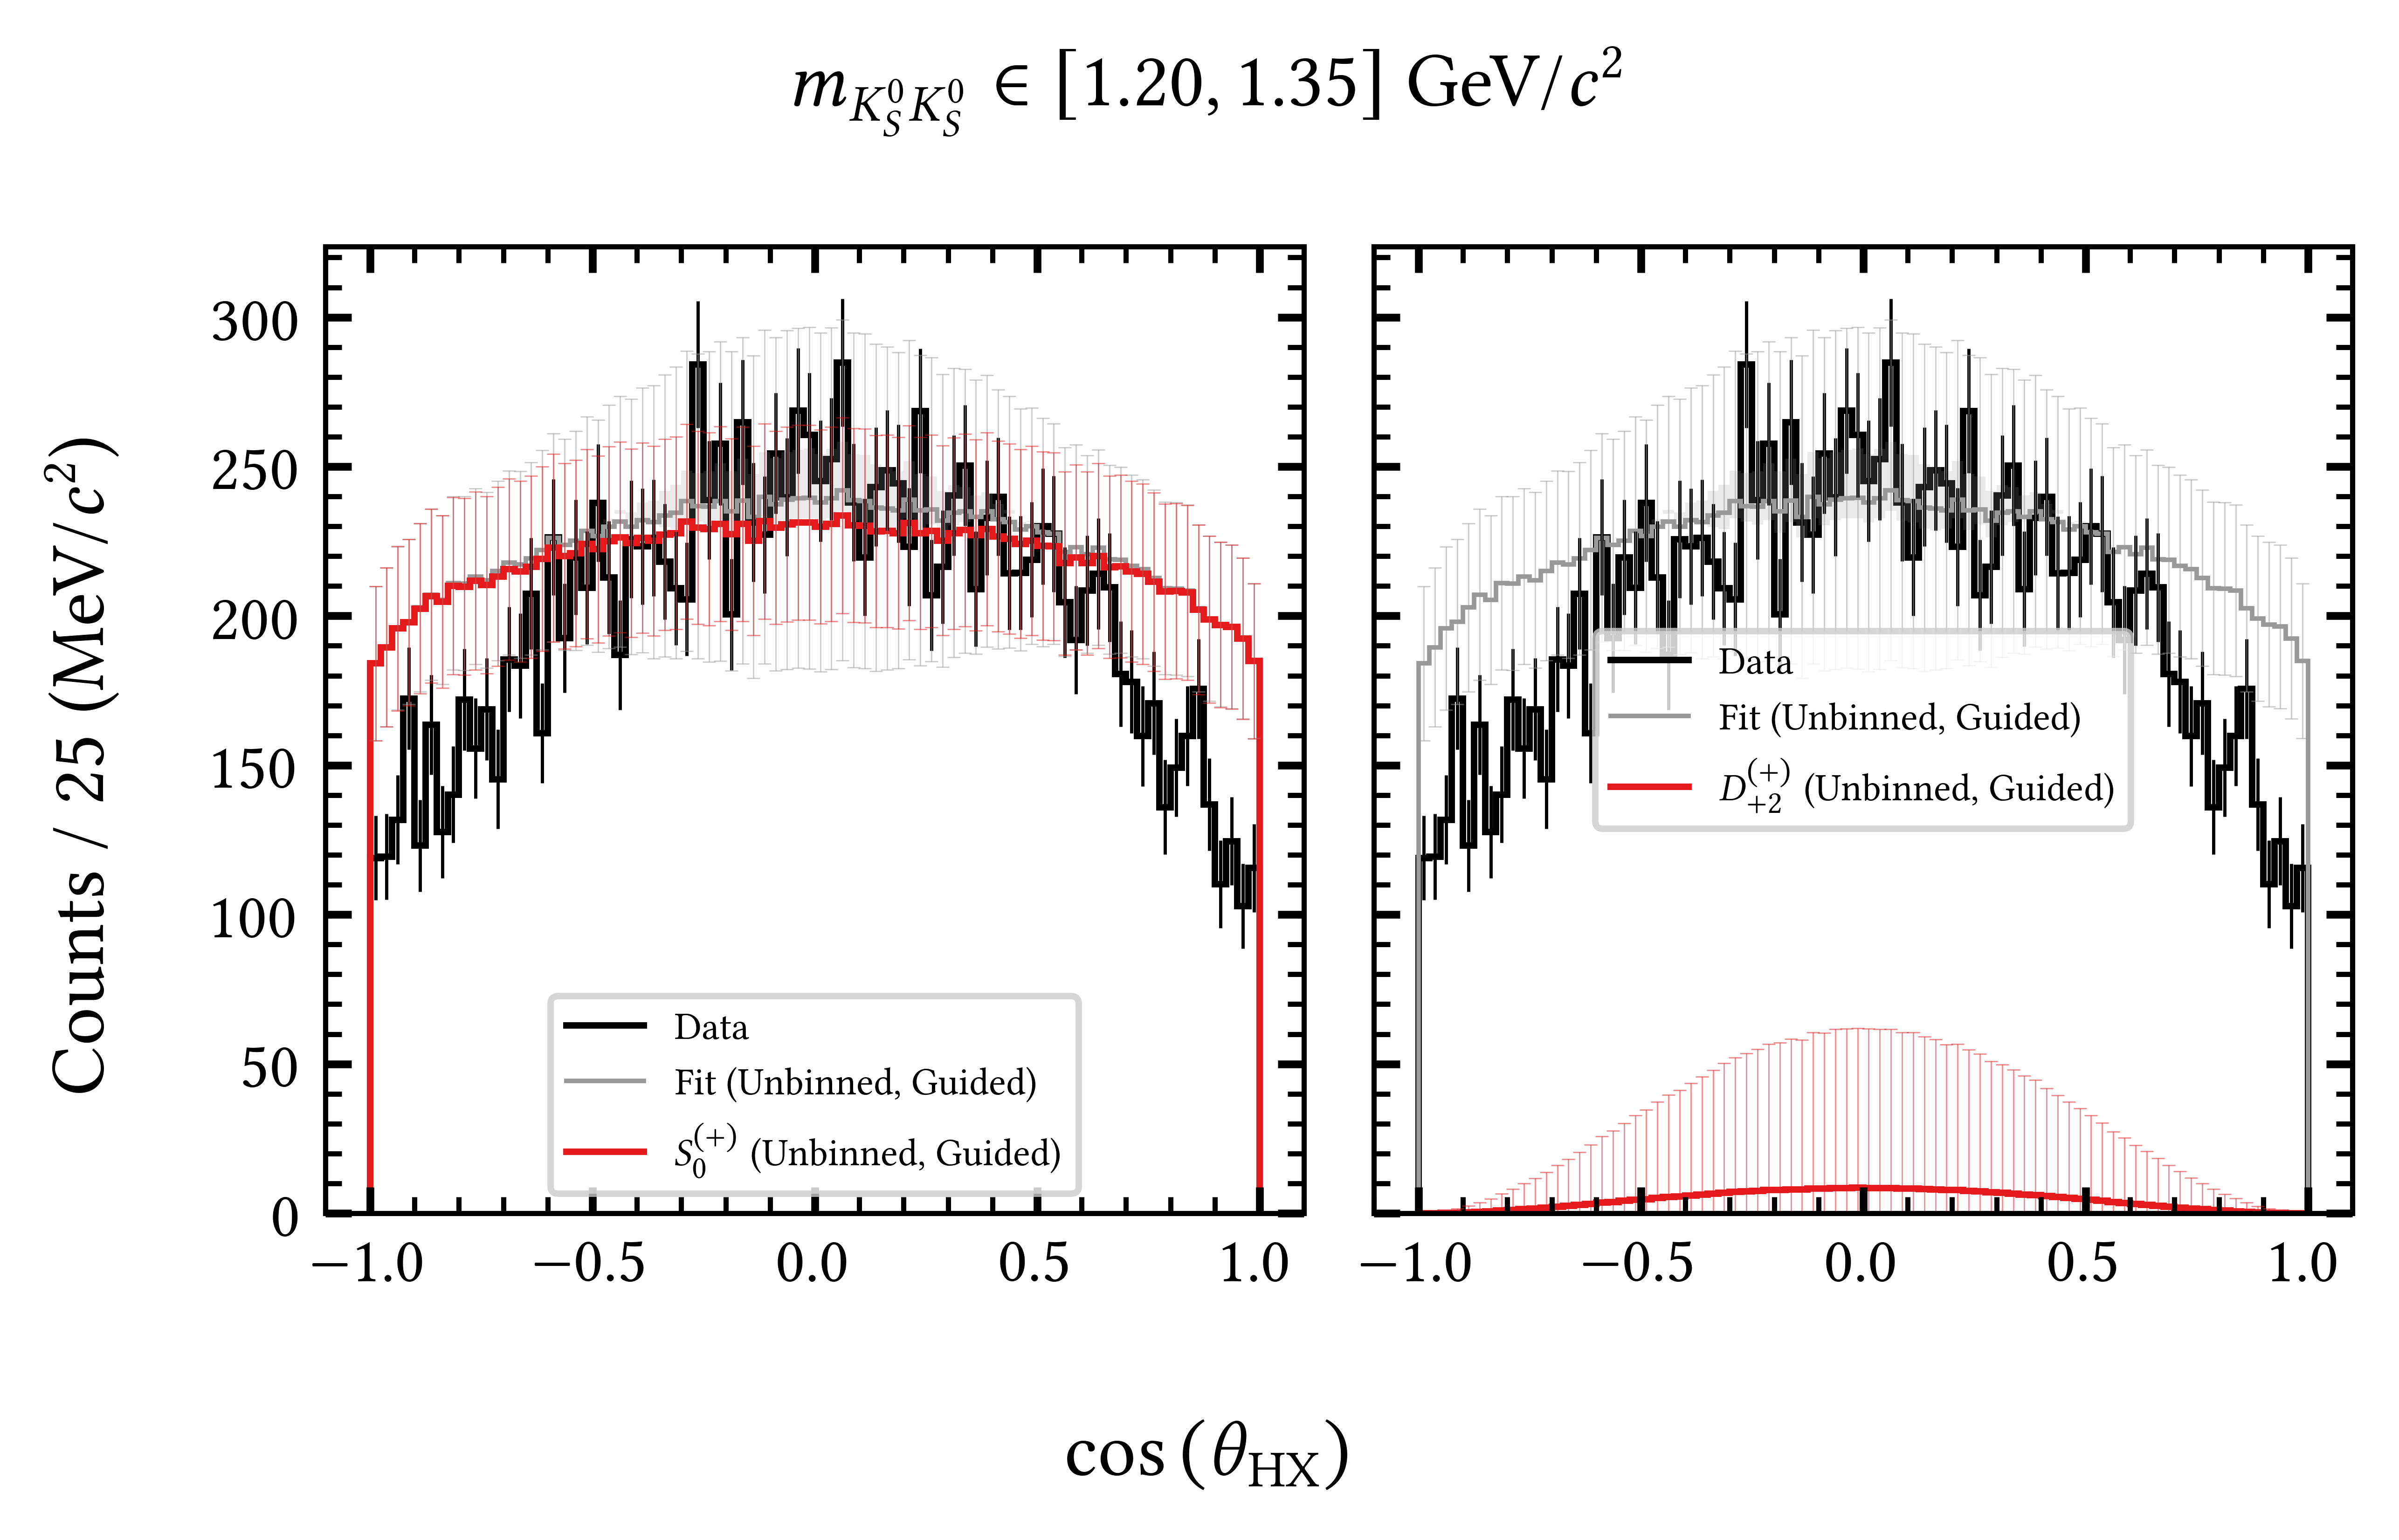 m_{K_S^0 K_S^0} ∈ [1.20, 1.35] GeV/c²
Counts / 25 (MeV/c²)
300
250
200
150
100
50
0
Data
Fit (Unbinned, Guided)
S_0^{(+)} (Unbinned, Guided)
−1.0 −0.5 0.0 0.5 1.0
Data
Fit (Unbinned, Guided)
D_{+2}^{(+)} (Unbinned, Guided)
−1.0 −0.5 0.0 0.5 1.0
cos (θ_{HX})